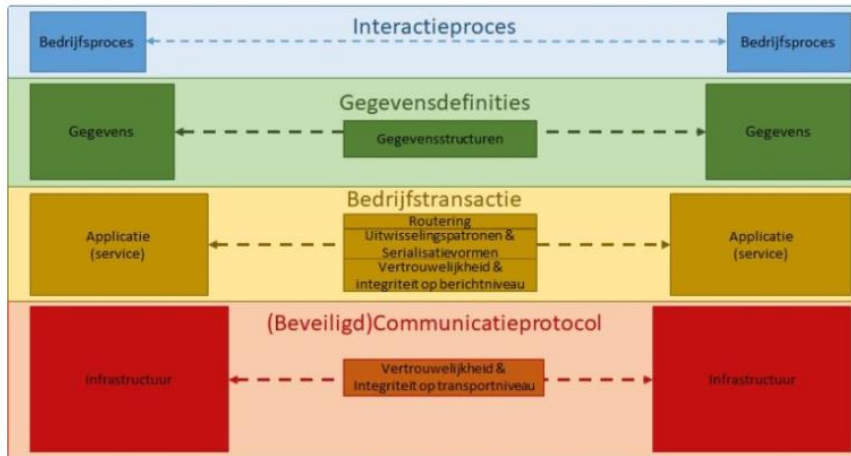 Interactieproces
Bedrijfsproces
Bedrijfsproces
Gegevensdefinities
Gegevens
Gegevensstructuren
Gegevens
Bedrijfstransactie
Applicatie
(service)
Routering
Uitwisselingspatronen &
Serialisatievormen
Vertrouwelijkheid &
integriteit op berichtniveau
Applicatie
(service)
(Beveiligd)Communicatieprotocol
Infrastructuur
Vertrouwelijkheid &
Integriteit op transportniveau
Infrastructuur